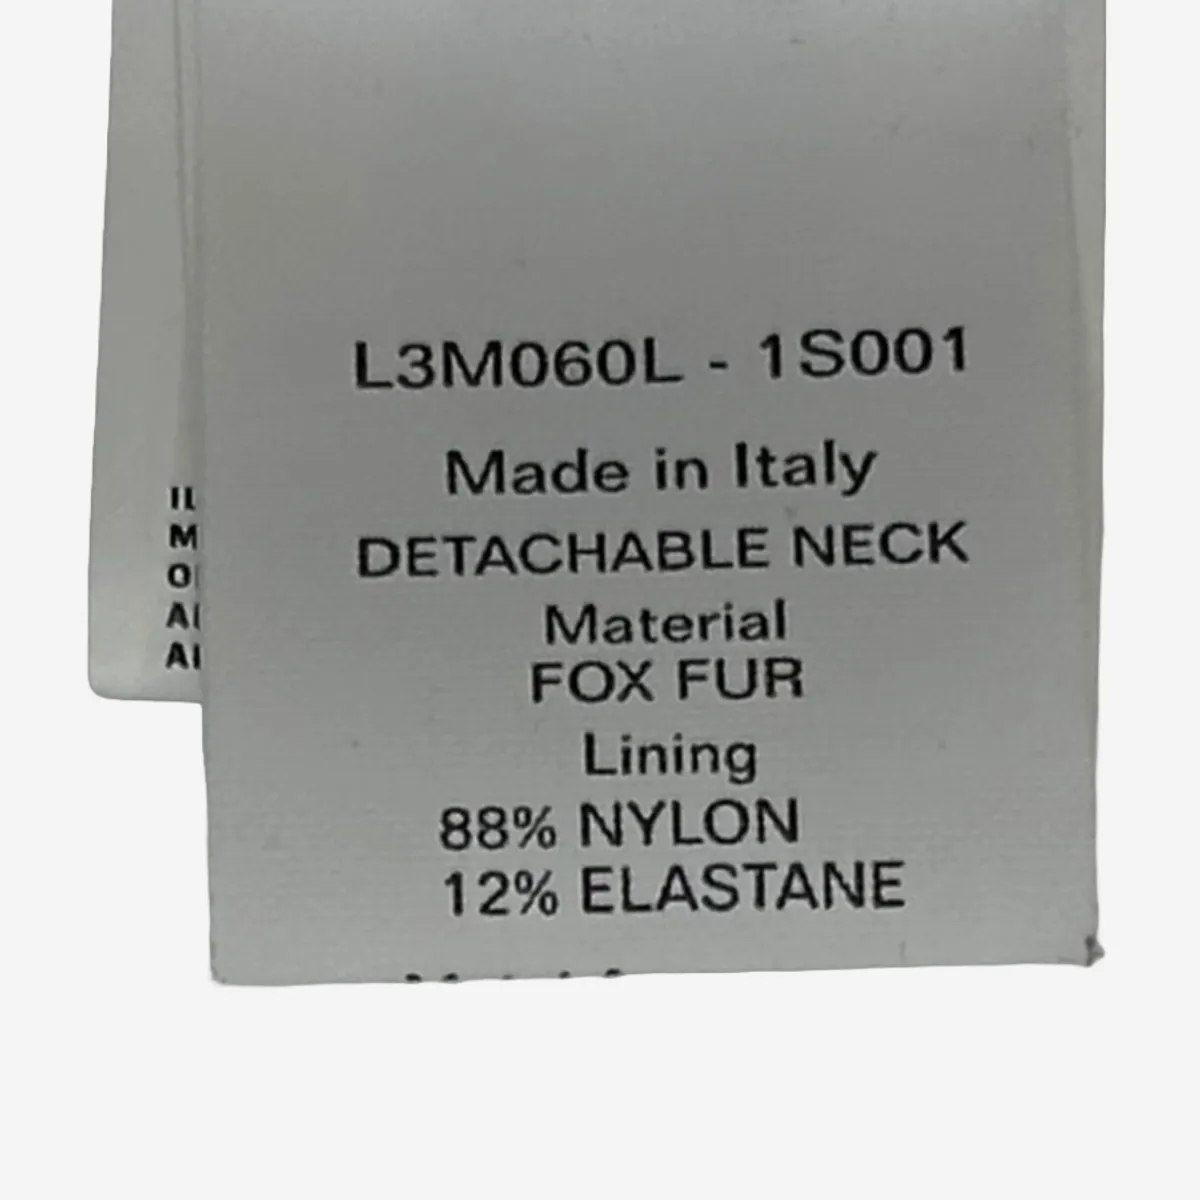 L3M060L - 1S001
Made in Italy
DETACHABLE NECK
Material
FOX FUR
Lining
88% NYLON
12% ELASTANE